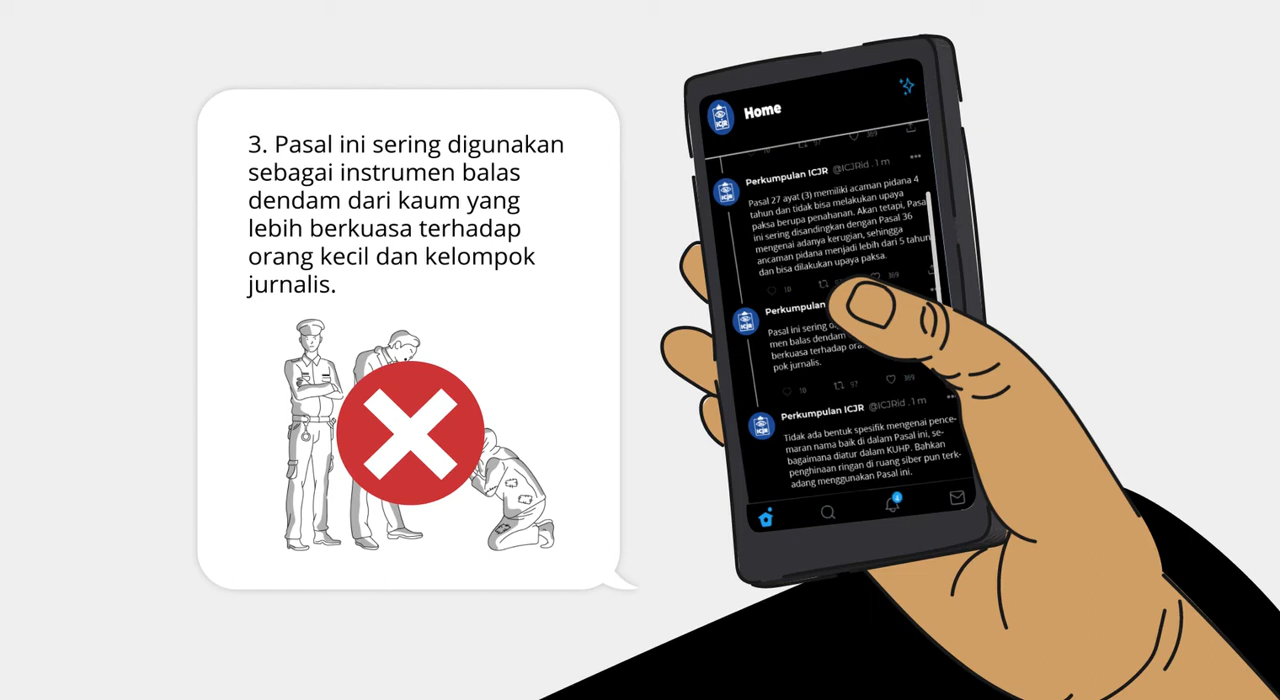 3. Pasal ini sering digunakan
sebagai instrumen balas
dendam dari kaum yang
lebih berkuasa terhadap
orang kecil dan kelompok
jurnalis.
ICJR
Home
57 369
Perkumpulan ICJR @ICJRid . 1 m
Pasal 27 ayat (3) memiliki acaman pidana 4
tahun dan tidak bisa melakukan upaya
paksa berupa penahanan. Akan tetapi, Pasal
ini sering disandingkan dengan Pasal 36
mengenai adanya kerugian, sehingga
ancaman pidana menjadi lebih dari 5 tahun
dan bisa dilakukan upaya paksa.
10 369
ICJR
Perkumpulan
Pasal ini sering
men balas dendam
berkuasa terhadap
pok jurnalis.
10 57 369
ICJR
Perkumpulan ICJR @ICJRid . 1 m
Tidak ada bentuk spesifik mengenai pence-
maran nama baik di dalam Pasal ini, se-
bagaimana diatur dalam KUHP. Bahkan
penghinaan ringan di ruang siber pun terk-
adang menggunakan Pasal ini.